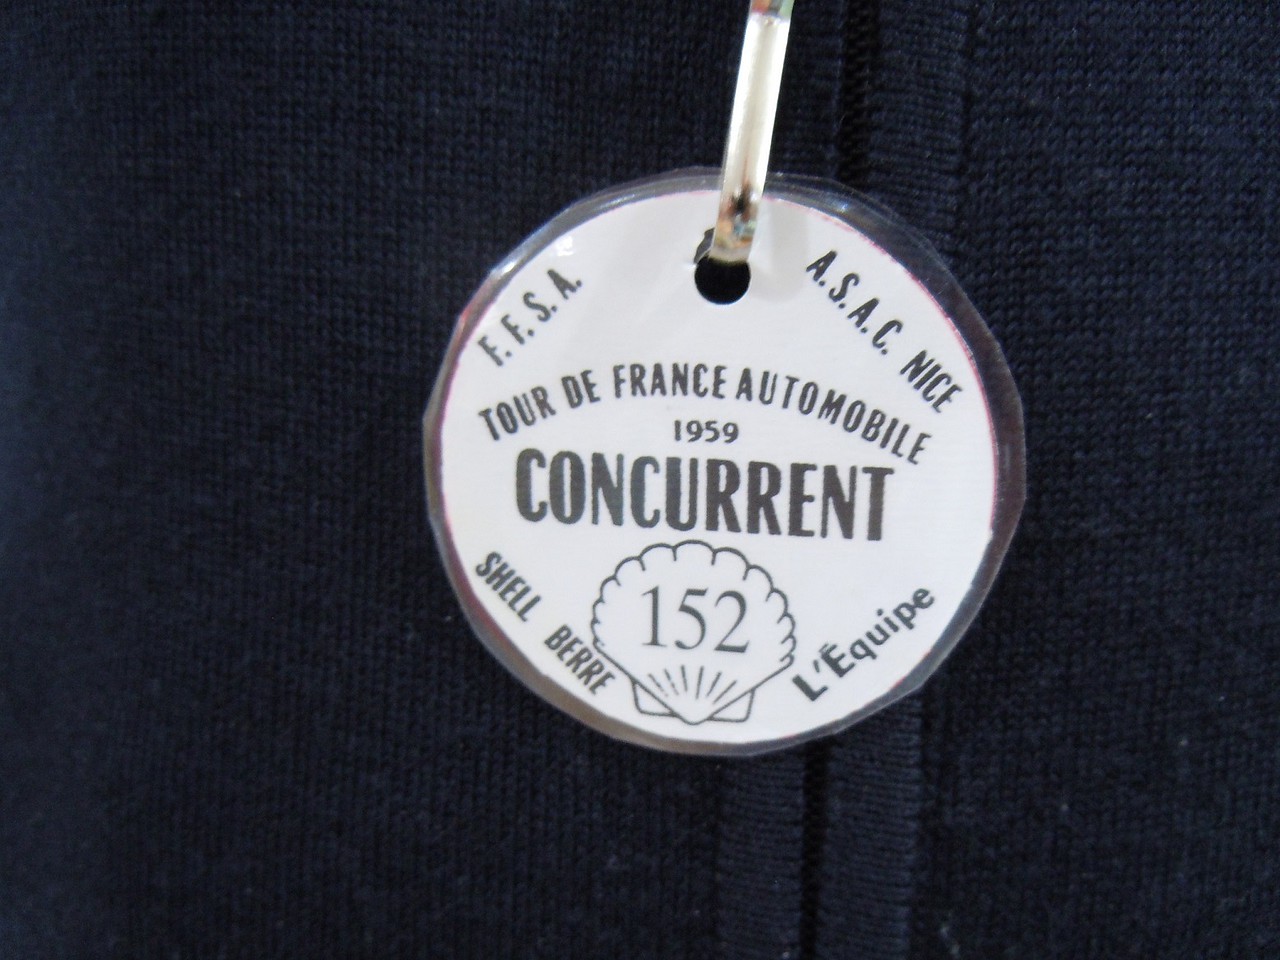 F. F. S. A.
A. S. A. C. NICE
TOUR DE FRANCE AUTOMOBILE
1959
CONCURRENT
152
SHELL BERRE
L'Équipe